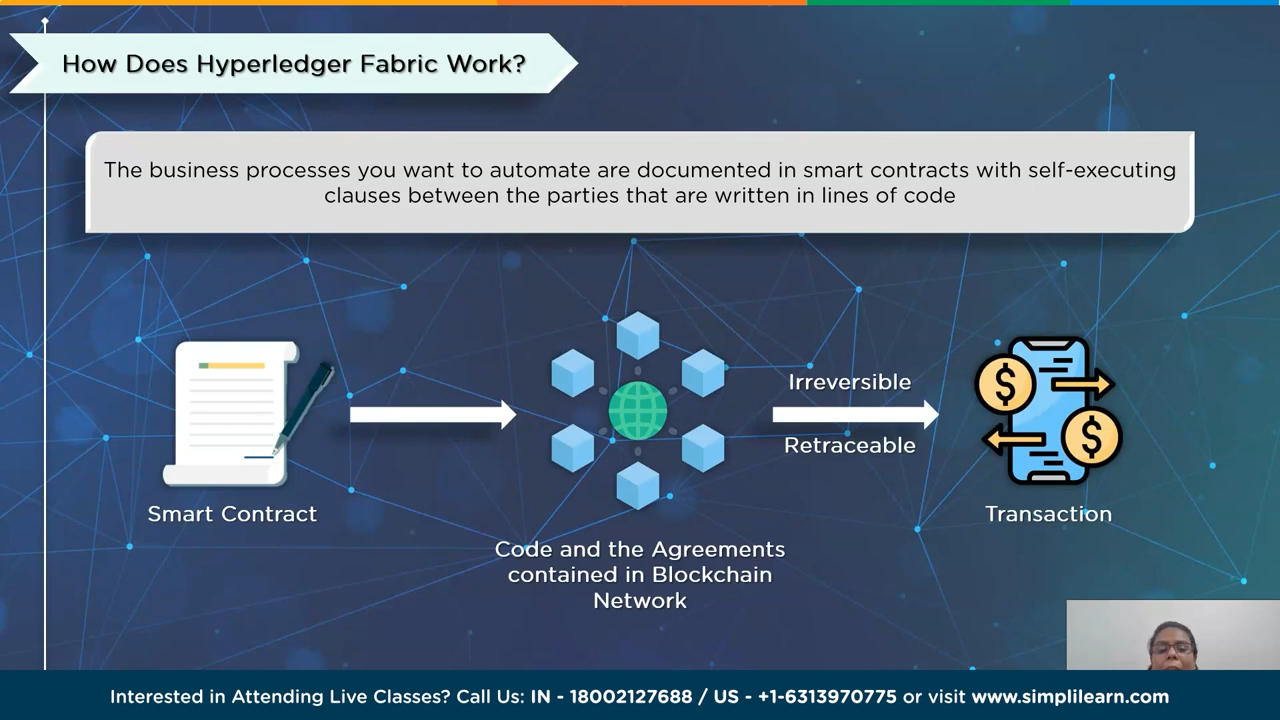 How Does Hyperledger Fabric Work?
The business processes you want to automate are documented in smart contracts with self-executing
clauses between the parties that are written in lines of code
Irreversible
Retraceable
Smart Contract
Transaction
Code and the Agreements
contained in Blockchain
Network
Interested in Attending Live Classes? Call Us: IN - 18002127688 / US - +1-6313970775 or visit www.simplilearn.com